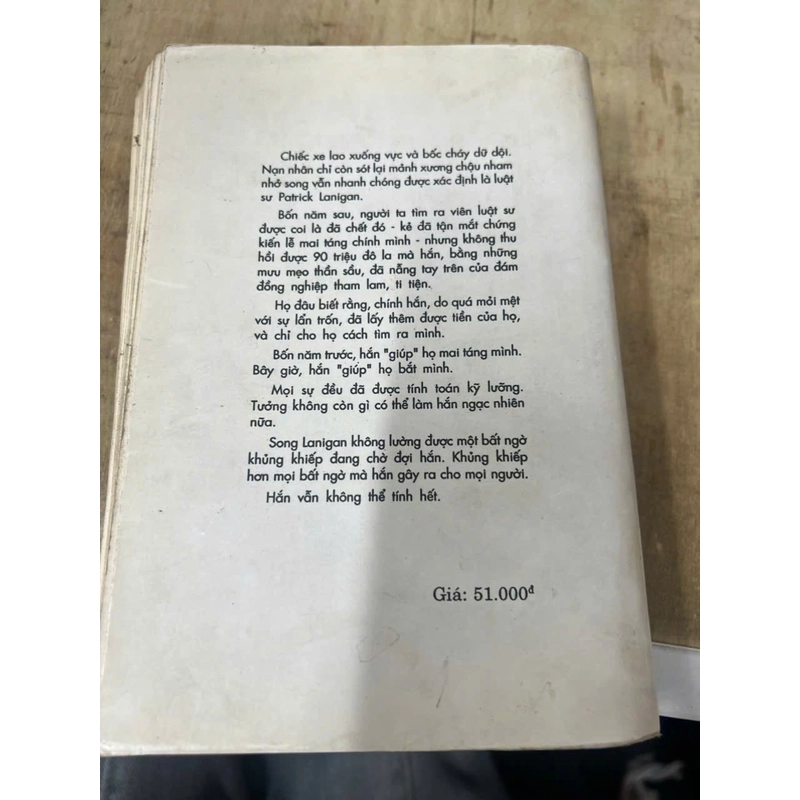 Chiếc xe lao xuống vực và bốc cháy dữ dội.
Nạn nhân chỉ còn sót lại mảnh xương chậu nham
nhở song vẫn nhanh chóng được xác định là luật
sư Patrick Lanigan.
Bốn năm sau, người ta tìm ra viên luật sư
được coi là đã chết đó - kẻ đã tận mắt chứng
kiến lễ mai táng chính mình - nhưng không thu
hồi được 90 triệu đô la mà hắn, bằng những
mưu mẹo thần sầu, đã nẫng tay trên của đám
đồng nghiệp tham lam, ti tiện.
Họ đâu biết rằng, chính hắn, do quá mỏi mệt
với sự lẩn trốn, đã lấy thêm được tiền của họ,
và chỉ cho họ cách tìm ra mình.
Bốn năm trước, hắn "giúp" họ mai táng mình.
Bây giờ, hắn "giúp" họ bắt mình.
Mọi sự đều đã được tính toán kỹ lưỡng.
Tưởng không còn gì có thể làm hắn ngạc nhiên
nữa.
Song Lanigan không lường được một bất ngờ
khủng khiếp đang chờ đợi hắn. Khủng khiếp
hơn mọi bất ngờ mà hắn gây ra cho mọi người.
Hắn vẫn không thể tính hết.
Giá: 51.000đ